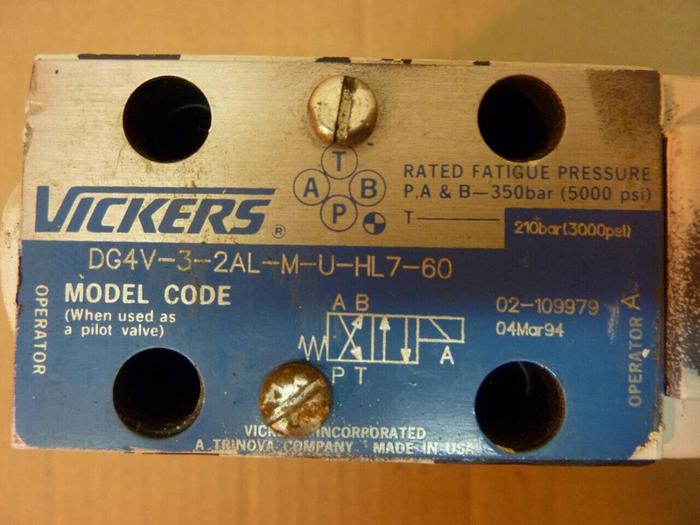 T
A B
P
VICKERS ®
RATED FATIGUE PRESSURE
P,A & B—350bar (5000 psi)
T— 210bar(3000psi)
DG4V-3-2AL-M-U-HL7-60
MODEL CODE
(When used as
a pilot valve)
OPERATOR
A B
A
P T
02-109979
04Mar94
OPERATOR A
INCORPORATED
A TRINOVA COMPANY MADE IN USA